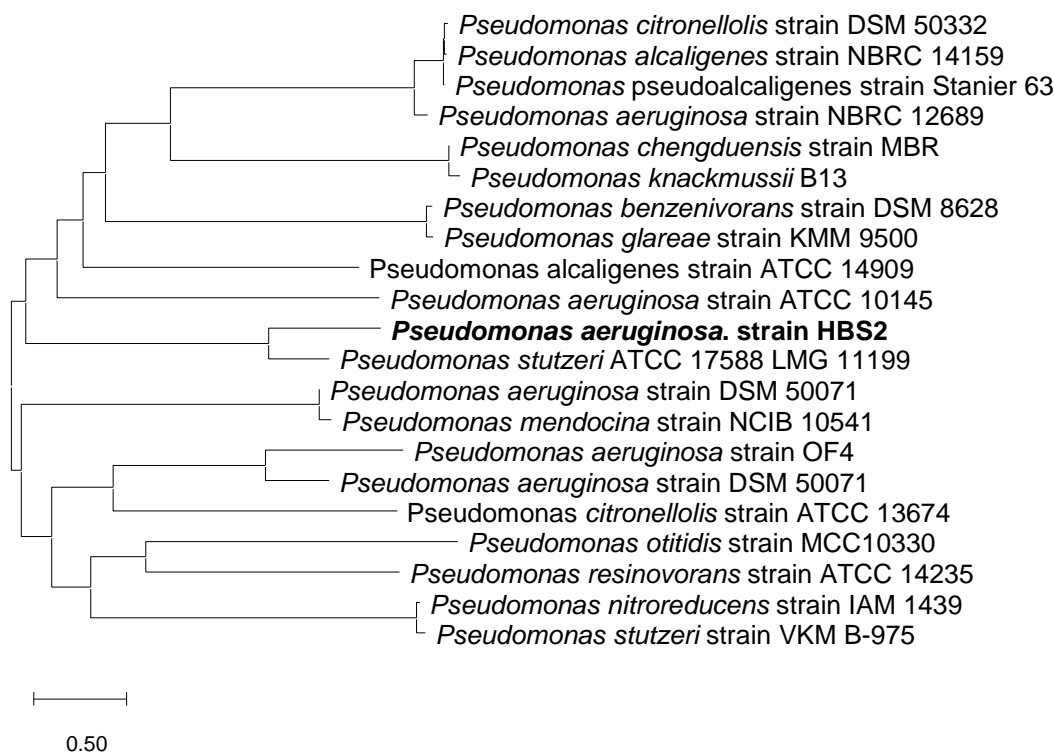 Pseudomonas citronellolis strain DSM 50332
Pseudomonas alcaligenes strain NBRC 14159
Pseudomonas pseudoalcaligenes strain Stanier 63
Pseudomonas aeruginosa strain NBRC 12689
Pseudomonas chengduensis strain MBR
Pseudomonas knackmussii B13
Pseudomonas benzenivorans strain DSM 8628
Pseudomonas glareae strain KMM 9500
Pseudomonas alcaligenes strain ATCC 14909
Pseudomonas aeruginosa strain ATCC 10145
Pseudomonas aeruginosa. strain HBS2
Pseudomonas stutzeri ATCC 17588 LMG 11199
Pseudomonas aeruginosa strain DSM 50071
Pseudomonas mendocina strain NCIB 10541
Pseudomonas aeruginosa strain OF4
Pseudomonas aeruginosa strain DSM 50071
Pseudomonas citronellolis strain ATCC 13674
Pseudomonas otitidis strain MCC10330
Pseudomonas resinovorans strain ATCC 14235
Pseudomonas nitroreducens strain IAM 1439
Pseudomonas stutzeri strain VKM B-975
0.50